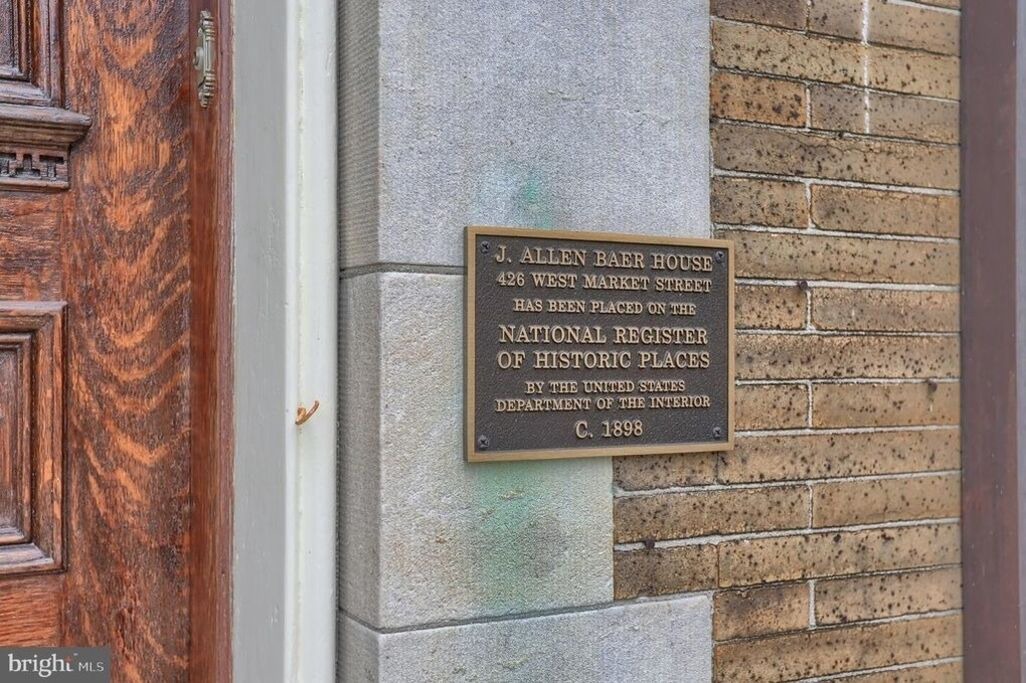 J. ALLEN BAER HOUSE
426 WEST MARKET STREET
HAS BEEN PLACED ON THE
NATIONAL REGISTER
OF HISTORIC PLACES
BY THE UNITED STATES
DEPARTMENT OF THE INTERIOR
C. 1898
bright MLS